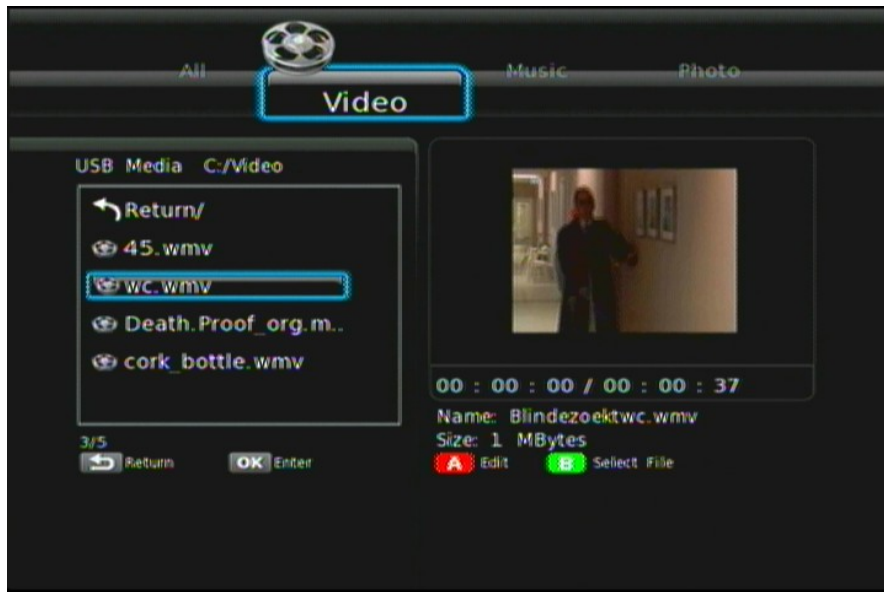 All Video Music Photo
USB Media C:/Video
Return/
45.wmv
wc.wmv
Death.Proof_org.m..
cork_bottle.wmv
3/5
Return OK Enter
00 : 00 : 00 / 00 : 00 : 37
Name: Blindezoektwc.wmv
Size: 1 MBytes
A Edit B Select File